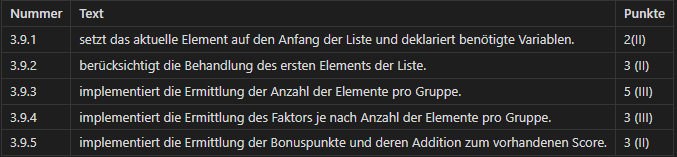 Nummer Text Punkte
3.9.1 setzt das aktuelle Element auf den Anfang der Liste und deklariert benötigte Variablen. 2(II)
3.9.2 berücksichtigt die Behandlung des ersten Elements der Liste. 3 (II)
3.9.3 implementiert die Ermittlung der Anzahl der Elemente pro Gruppe. 5 (III)
3.9.4 implementiert die Ermittlung des Faktors je nach Anzahl der Elemente pro Gruppe. 3 (III)
3.9.5 implementiert die Ermittlung der Bonuspunkte und deren Addition zum vorhandenen Score. 3 (II)